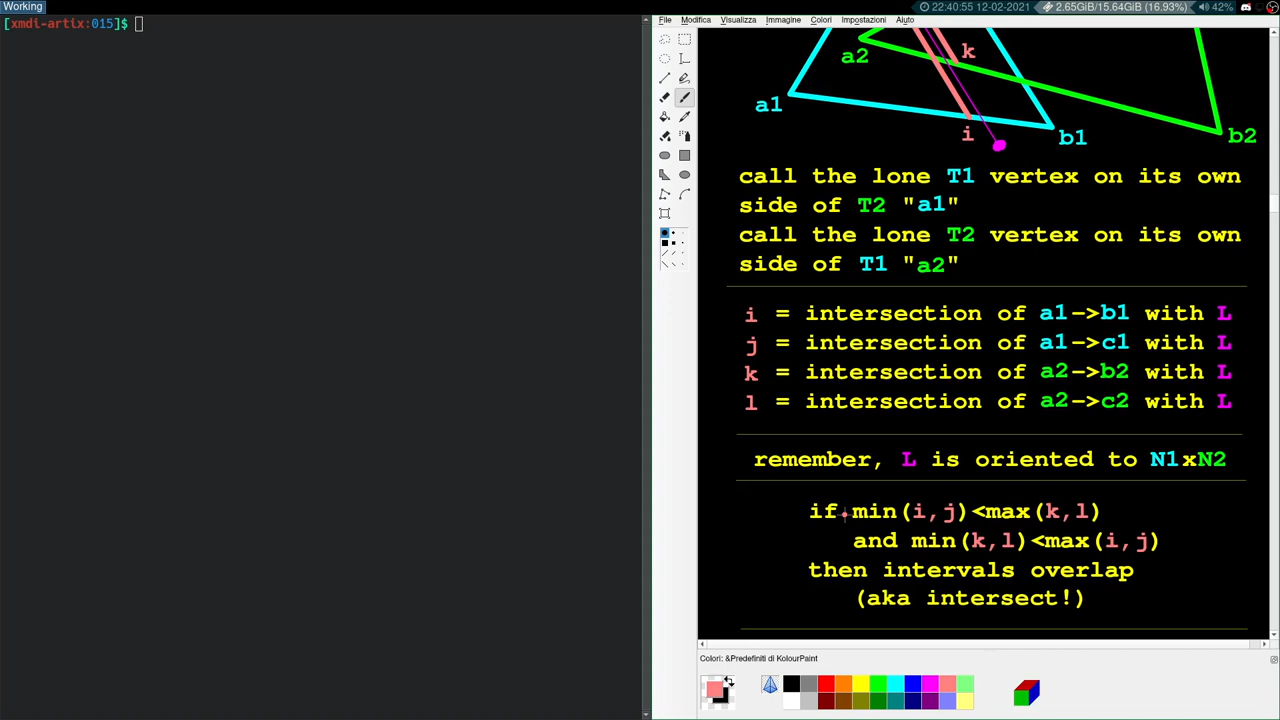 Working
22:40:55 12-02-2021
2.65GiB/15.64GiB (16.93%)
42%
[xmdi-artix:015]$
File Modifica Visualizza Immagine Colori Impostazioni Aiuto
k
a2
a1
i
b1
b2
call the lone T1 vertex on its own
side of T2 "a1"
call the lone T2 vertex on its own
side of T1 "a2"
i = intersection of a1->b1 with L
j = intersection of a1->c1 with L
k = intersection of a2->b2 with L
l = intersection of a2->c2 with L
remember, L is oriented to N1xN2
if min(i,j)<max(k,l)
and min(k,l)<max(i,j)
then intervals overlap
(aka intersect!)
Colori: &Predefiniti di KolourPaint